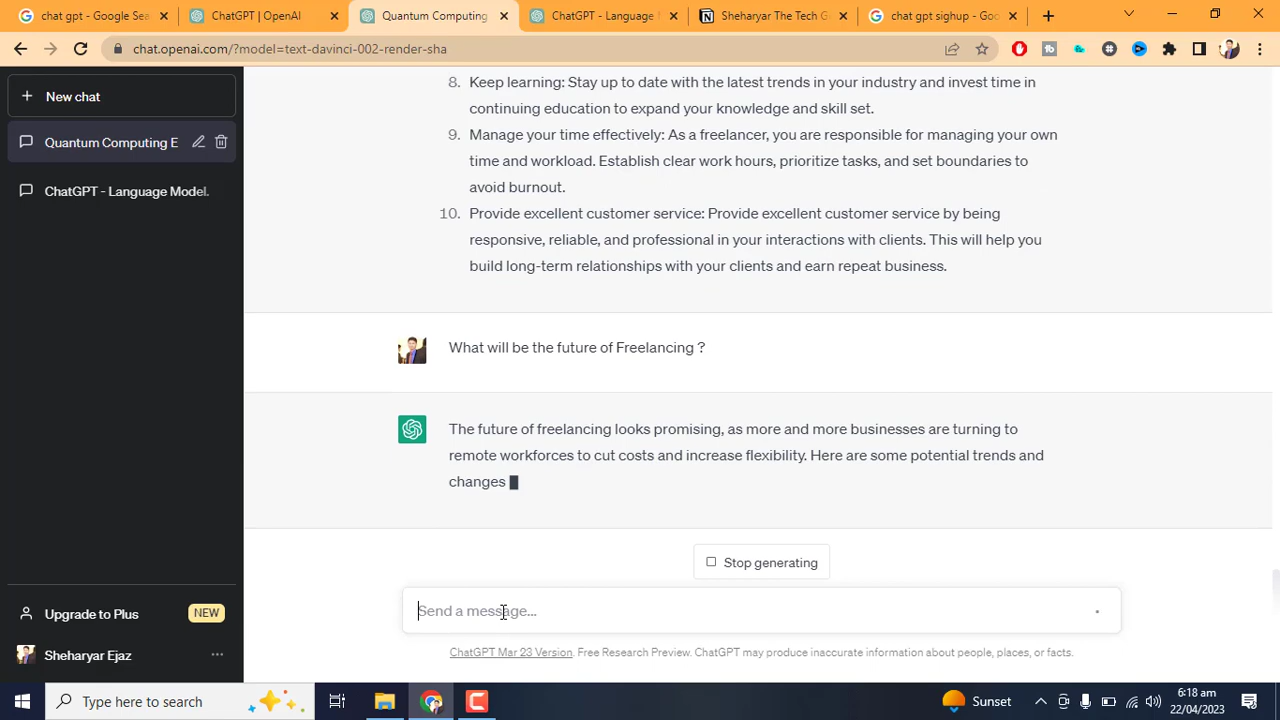 chat gpt - Google Sea
ChatGPT | OpenAI
Quantum Computing
ChatGPT - Language
Sheharyar The Tech G
chat gpt sighup - Goo
chat.openai.com/?model=text-davinci-002-render-sha
New chat
Quantum Computing E
ChatGPT - Language Model.
8. Keep learning: Stay up to date with the latest trends in your industry and invest time in
continuing education to expand your knowledge and skill set.
9. Manage your time effectively: As a freelancer, you are responsible for managing your own
time and workload. Establish clear work hours, prioritize tasks, and set boundaries to
avoid burnout.
10. Provide excellent customer service: Provide excellent customer service by being
responsive, reliable, and professional in your interactions with clients. This will help you
build long-term relationships with your clients and earn repeat business.
What will be the future of Freelancing ?
The future of freelancing looks promising, as more and more businesses are turning to
remote workforces to cut costs and increase flexibility. Here are some potential trends and
changes
Stop generating
Send a message...
ChatGPT Mar 23 Version. Free Research Preview. ChatGPT may produce inaccurate information about people, places, or facts.
Upgrade to Plus
NEW
Sheharyar Ejaz
Type here to search
Sunset
6:18 am
22/04/2023